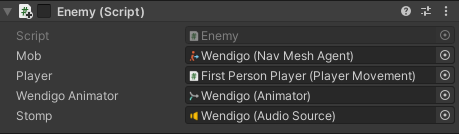 Enemy (Script)
Script Enemy
Mob Wendigo (Nav Mesh Agent)
Player First Person Player (Player Movement)
Wendigo Animator Wendigo (Animator)
Stomp Wendigo (Audio Source)